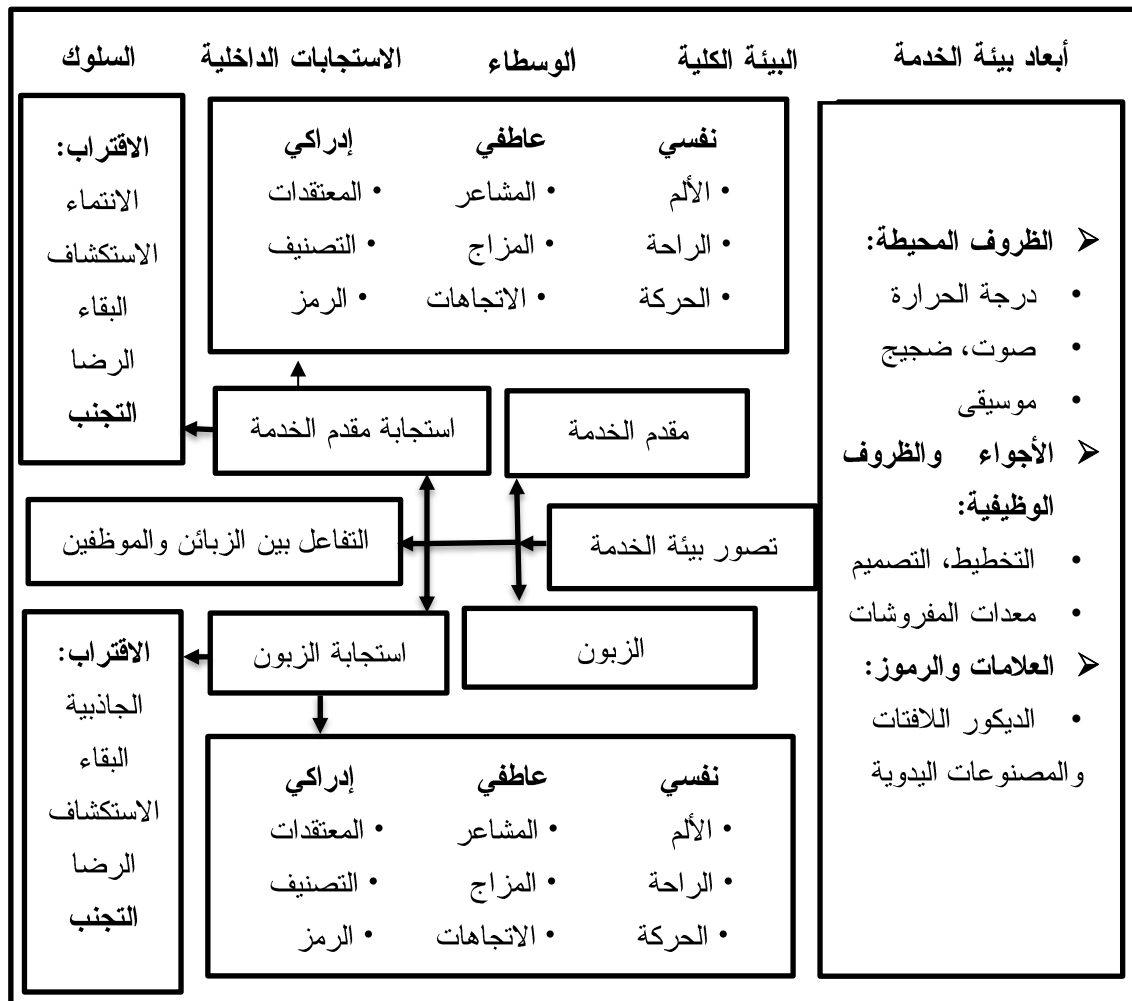 أبعاد بيئة الخدمة
البيئة الكلية
الوسطاء
الاستجابات الداخلية
السلوك
➢ الظروف المحيطة:
• درجة الحرارة
• صوت، ضجيج
• موسيقى
➢ الأجواء والظروف
الوظيفية:
• التخطيط، التصميم
• معدات المفروشات
➢ العلامات والرموز:
• الديكور اللافتات
والمصنوعات اليدوية
نفسي
• الألم
• الراحة
• الحركة
عاطفي
• المشاعر
• المزاج
• الاتجاهات
إدراكي
• المعتقدات
• التصنيف
• الرمز
الاقتراب:
الانتماء
الاستكشاف
البقاء
الرضا
التجنب
مقدم الخدمة
استجابة مقدم الخدمة
تصور بيئة الخدمة
التفاعل بين الزبائن والموظفين
الزبون
استجابة الزبون
نفسي
• الألم
• الراحة
• الحركة
عاطفي
• المشاعر
• المزاج
• الاتجاهات
إدراكي
• المعتقدات
• التصنيف
• الرمز
الاقتراب:
الجاذبية
البقاء
الاستكشاف
الرضا
التجنب